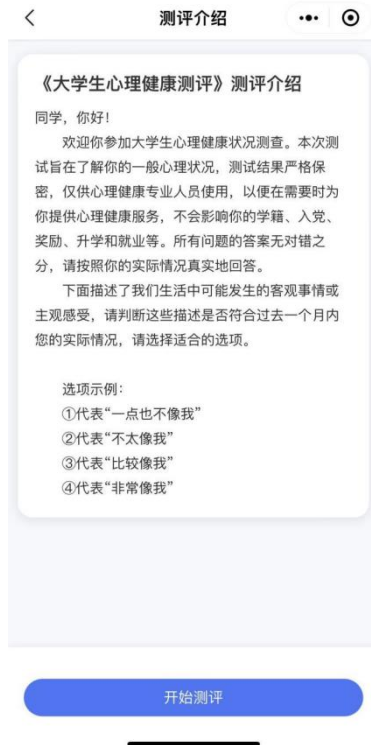 测评介绍
《大学生心理健康测评》测评介绍
同学，你好！
欢迎你参加大学生心理健康状况测查。本次测
试旨在了解你的一般心理状况，测试结果严格保
密，仅供心理健康专业人员使用，以便在需要时为
你提供心理健康服务，不会影响你的学籍、入党、
奖励、升学和就业等。所有问题的答案无对错之
分，请按照你的实际情况真实地回答。
下面描述了我们生活中可能发生的客观事情或
主观感受，请判断这些描述是否符合过去一个月内
您的实际情况，请选择适合的选项。
选项示例：
①代表“一点也不像我”
②代表“不太像我”
③代表“比较像我”
④代表“非常像我”
开始测评